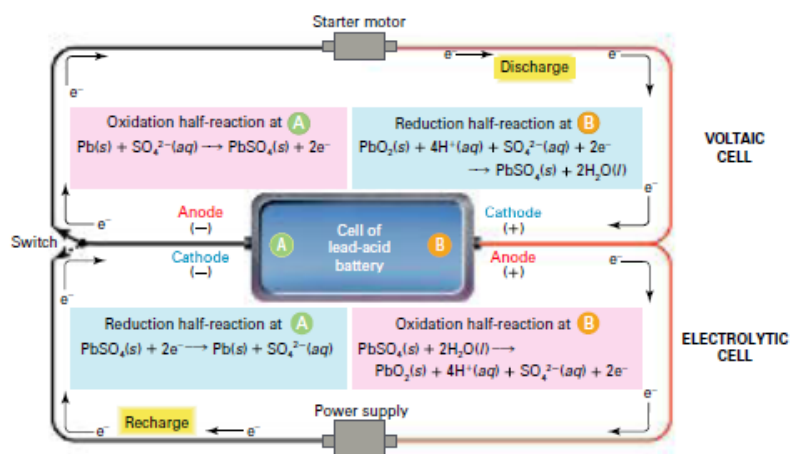 Starter motor
e⁻
e⁻
Discharge
e⁻
Oxidation half-reaction at A
Pb(s) + SO₄²⁻(aq) ⟶ PbSO₄(s) + 2e⁻
Reduction half-reaction at B
PbO₂(s) + 4H⁺(aq) + SO₄²⁻(aq) + 2e⁻
⟶ PbSO₄(s) + 2H₂O(l)
VOLTAIC
CELL
e⁻
e⁻
Anode
(−)
Cathode
(+)
Switch
A
Cell of
lead-acid
battery
B
Cathode
(−)
Anode
(+)
e⁻
e⁻
Reduction half-reaction at A
PbSO₄(s) + 2e⁻ ⟶ Pb(s) + SO₄²⁻(aq)
Oxidation half-reaction at B
PbSO₄(s) + 2H₂O(l) ⟶
PbO₂(s) + 4H⁺(aq) + SO₄²⁻(aq) + 2e⁻
ELECTROLYTIC
CELL
e⁻
e⁻
Recharge
e⁻
Power supply